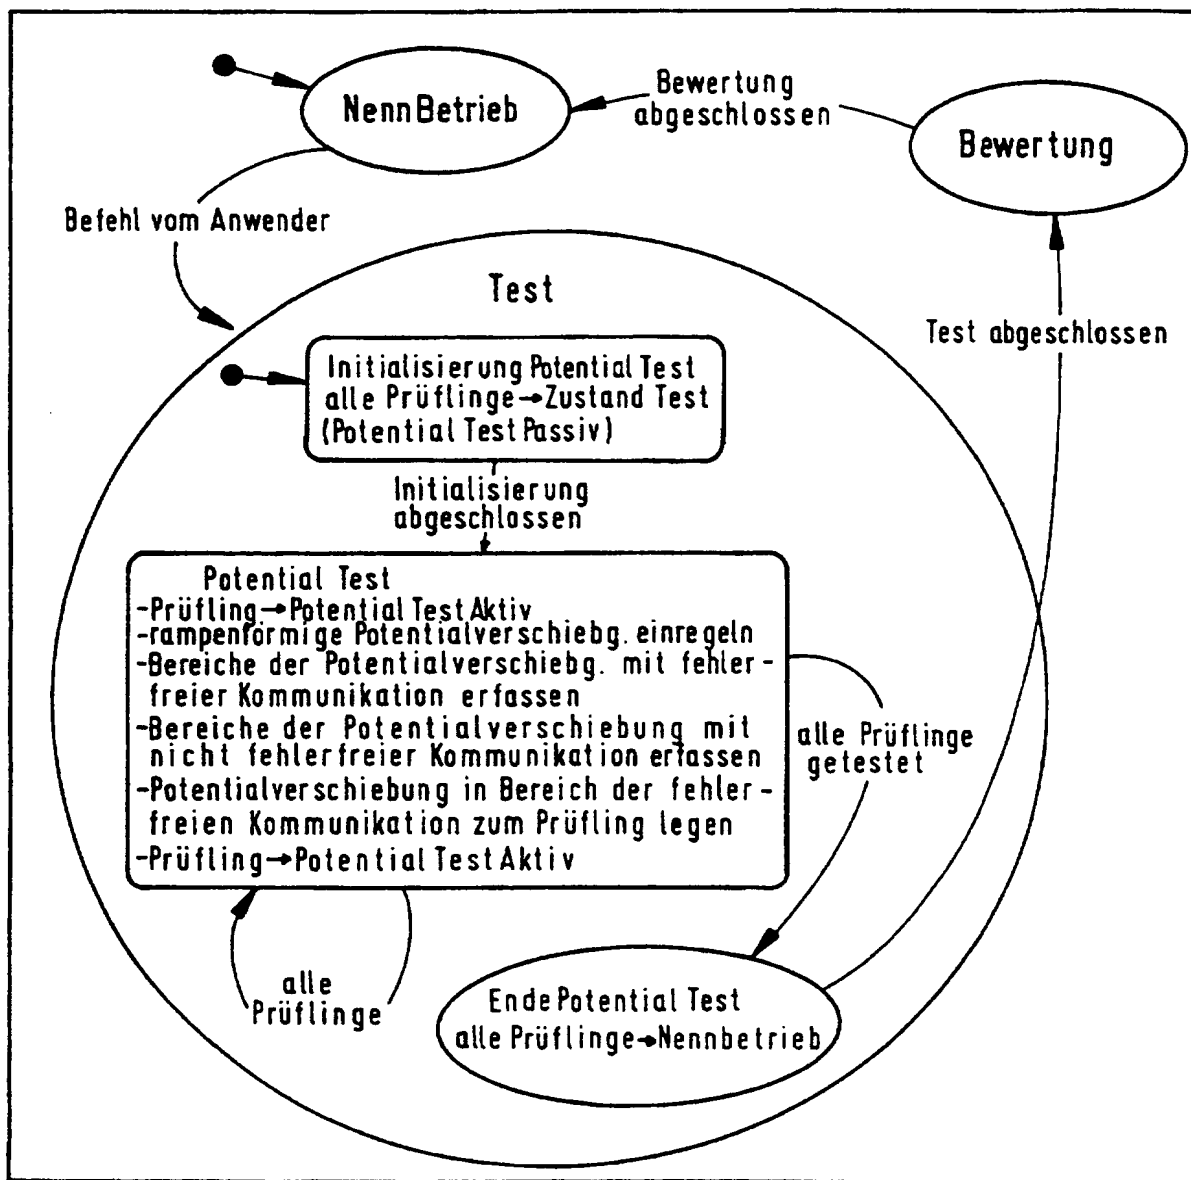 NennBetrieb
Bewertung
abgeschlossen
Bewertung
Befehl vom Anwender
Test
Test abgeschlossen
Initialisierung Potential Test
alle Prüflinge→Zustand Test
(Potential Test Passiv)
Initialisierung
abgeschlossen
Potential Test
-Prüfling→Potential Test Aktiv
-rampenförmige Potentialverschiebg. einregeln
-Bereiche der Potentialverschiebg. mit fehler-
freier Kommunikation erfassen
-Bereiche der Potentialverschiebung mit
nicht fehlerfreier Kommunikation erfassen
-Potentialverschiebung in Bereich der fehler-
freien Kommunikation zum Prüfling legen
-Prüfling→Potential Test Aktiv
alle Prüflinge
getestet
alle
Prüflinge
Ende Potential Test
alle Prüflinge→Nennbetrieb